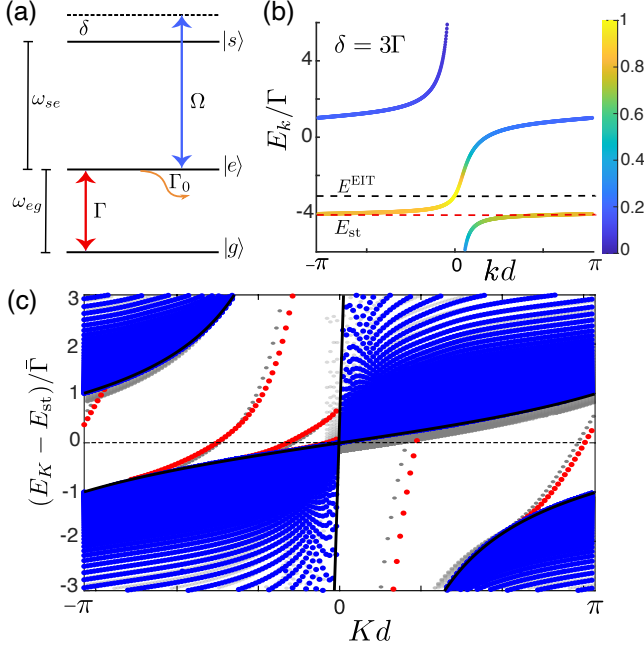 (a)
δ
|s⟩
ω_se
Ω
|e⟩
Γ_0
ω_eg
Γ
|g⟩
(b)
δ = 3Γ
E_k/Γ
4
0
-4
E^EIT
E_st
-π
0
kd
π
1
0.8
0.6
0.4
0.2
0
(c)
(E_K − E_st)/Γ̄
3
2
1
0
-1
-2
-3
-π
0
Kd
π